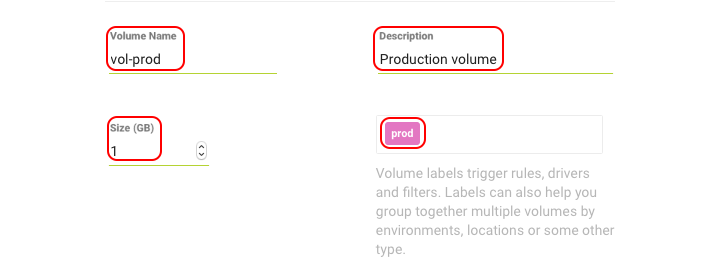 Volume Name
vol-prod
Description
Production volume
Size (GB)
1
prod
Volume labels trigger rules, drivers
and filters. Labels can also help you
group together multiple volumes by
environments, locations or some other
type.